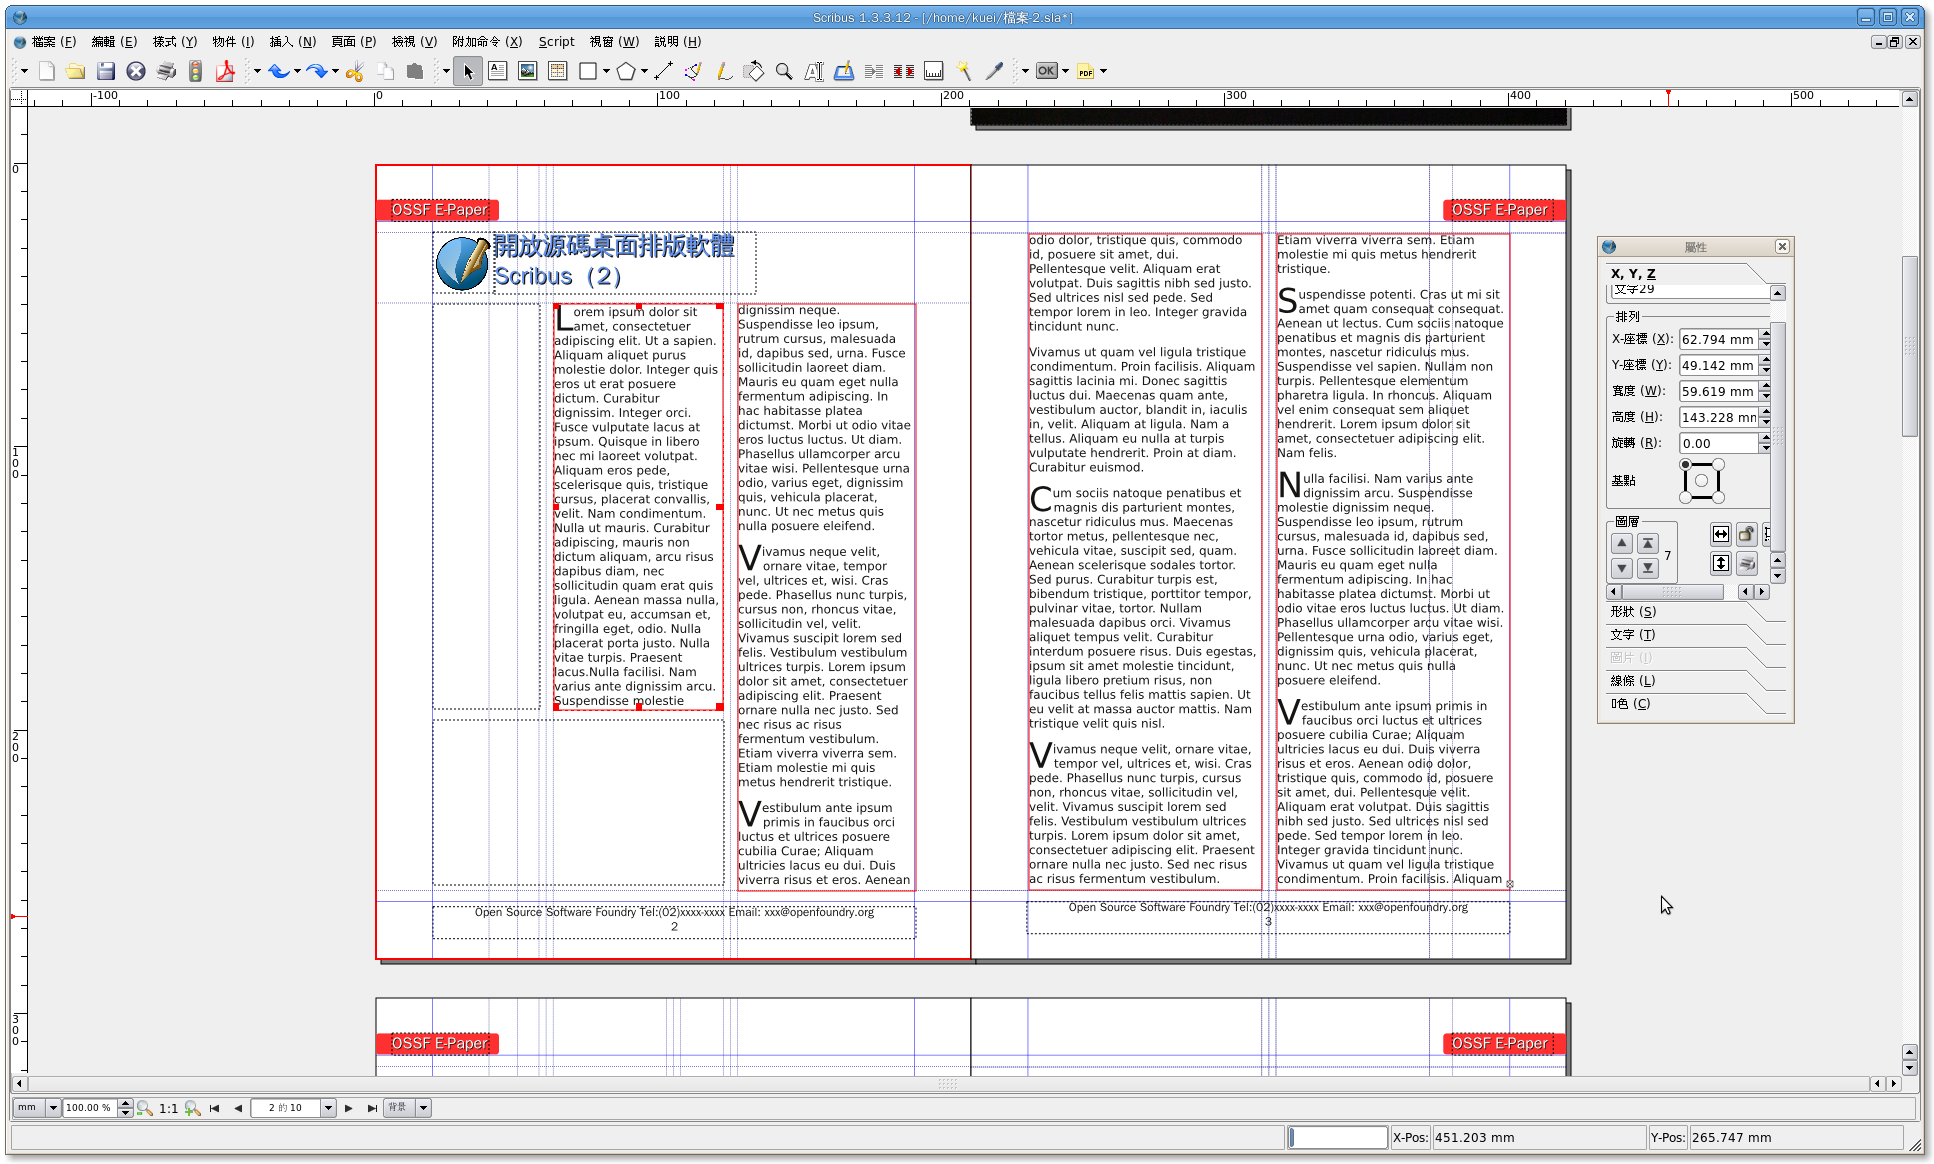 Scribus 1.3.3.12 - [/home/kuei/檔案-2.sla*]
檔案 (F) 編輯 (E) 樣式 (Y) 物件 (I) 插入 (N) 頁面 (P) 檢視 (V) 附加命令 (X) Script 視窗 (W) 說明 (H)
OK PDF
-100 0 100 200 300 400 500
0
100
200
300
OSSF E-Paper
開放源碼桌面排版軟體
Scribus（2）
Lorem ipsum dolor sit
amet, consectetuer
adipiscing elit. Ut a sapien.
Aliquam aliquet purus
molestie dolor. Integer quis
eros ut erat posuere
dictum. Curabitur
dignissim. Integer orci.
Fusce vulputate lacus at
ipsum. Quisque in libero
nec mi laoreet volutpat.
Aliquam eros pede,
scelerisque quis, tristique
cursus, placerat convallis,
velit. Nam condimentum.
Nulla ut mauris. Curabitur
adipiscing, mauris non
dictum aliquam, arcu risus
dapibus diam, nec
sollicitudin quam erat quis
ligula. Aenean massa nulla,
volutpat eu, accumsan et,
fringilla eget, odio. Nulla
placerat porta justo. Nulla
vitae turpis. Praesent
lacus.Nulla facilisi. Nam
varius ante dignissim arcu.
Suspendisse molestie
dignissim neque.
Suspendisse leo ipsum,
rutrum cursus, malesuada
id, dapibus sed, urna. Fusce
sollicitudin laoreet diam.
Mauris eu quam eget nulla
fermentum adipiscing. In
hac habitasse platea
dictumst. Morbi ut odio vitae
eros luctus luctus. Ut diam.
Phasellus ullamcorper arcu
vitae wisi. Pellentesque urna
odio, varius eget, dignissim
quis, vehicula placerat,
nunc. Ut nec metus quis
nulla posuere eleifend.
Vivamus neque velit,
ornare vitae, tempor
vel, ultrices et, wisi. Cras
pede. Phasellus nunc turpis,
cursus non, rhoncus vitae,
sollicitudin vel, velit.
Vivamus suscipit lorem sed
felis. Vestibulum vestibulum
ultrices turpis. Lorem ipsum
dolor sit amet, consectetuer
adipiscing elit. Praesent
ornare nulla nec justo. Sed
nec risus ac risus
fermentum vestibulum.
Etiam viverra viverra sem.
Etiam molestie mi quis
metus hendrerit tristique.
Vestibulum ante ipsum
primis in faucibus orci
luctus et ultrices posuere
cubilia Curae; Aliquam
ultricies lacus eu dui. Duis
viverra risus et eros. Aenean
Open Source Software Foundry Tel:(02)xxxx-xxxx Email: xxx@openfoundry.org
2
OSSF E-Paper
odio dolor, tristique quis, commodo
id, posuere sit amet, dui.
Pellentesque velit. Aliquam erat
volutpat. Duis sagittis nibh sed justo.
Sed ultrices nisl sed pede. Sed
tempor lorem in leo. Integer gravida
tincidunt nunc.
Vivamus ut quam vel ligula tristique
condimentum. Proin facilisis. Aliquam
sagittis lacinia mi. Donec sagittis
luctus dui. Maecenas quam ante,
vestibulum auctor, blandit in, iaculis
in, velit. Aliquam at ligula. Nam a
tellus. Aliquam eu nulla at turpis
vulputate hendrerit. Proin at diam.
Curabitur euismod.
Cum sociis natoque penatibus et
magnis dis parturient montes,
nascetur ridiculus mus. Maecenas
tortor metus, pellentesque nec,
vehicula vitae, suscipit sed, quam.
Aenean scelerisque sodales tortor.
Sed purus. Curabitur turpis est,
bibendum tristique, porttitor tempor,
pulvinar vitae, tortor. Nullam
malesuada dapibus orci. Vivamus
aliquet tempus velit. Curabitur
interdum posuere risus. Duis egestas,
ipsum sit amet molestie tincidunt,
ligula libero pretium risus, non
faucibus tellus felis mattis sapien. Ut
eu velit at massa auctor mattis. Nam
tristique velit quis nisl.
Vivamus neque velit, ornare vitae,
tempor vel, ultrices et, wisi. Cras
pede. Phasellus nunc turpis, cursus
non, rhoncus vitae, sollicitudin vel,
velit. Vivamus suscipit lorem sed
felis. Vestibulum vestibulum ultrices
turpis. Lorem ipsum dolor sit amet,
consectetuer adipiscing elit. Praesent
ornare nulla nec justo. Sed nec risus
ac risus fermentum vestibulum.
Etiam viverra viverra sem. Etiam
molestie mi quis metus hendrerit
tristique.
Suspendisse potenti. Cras ut mi sit
amet quam consequat consequat.
Aenean ut lectus. Cum sociis natoque
penatibus et magnis dis parturient
montes, nascetur ridiculus mus.
Suspendisse vel sapien. Nullam non
turpis. Pellentesque elementum
pharetra ligula. In rhoncus. Aliquam
vel enim consequat sem aliquet
hendrerit. Lorem ipsum dolor sit
amet, consectetuer adipiscing elit.
Nam felis.
Nulla facilisi. Nam varius ante
dignissim arcu. Suspendisse
molestie dignissim neque.
Suspendisse leo ipsum, rutrum
cursus, malesuada id, dapibus sed,
urna. Fusce sollicitudin laoreet diam.
Mauris eu quam eget nulla
fermentum adipiscing. In hac
habitasse platea dictumst. Morbi ut
odio vitae eros luctus luctus. Ut diam.
Phasellus ullamcorper arcu vitae wisi.
Pellentesque urna odio, varius eget,
dignissim quis, vehicula placerat,
nunc. Ut nec metus quis nulla
posuere eleifend.
Vestibulum ante ipsum primis in
faucibus orci luctus et ultrices
posuere cubilia Curae; Aliquam
ultricies lacus eu dui. Duis viverra
risus et eros. Aenean odio dolor,
tristique quis, commodo id, posuere
sit amet, dui. Pellentesque velit.
Aliquam erat volutpat. Duis sagittis
nibh sed justo. Sed ultrices nisl sed
pede. Sed tempor lorem in leo.
Integer gravida tincidunt nunc.
Vivamus ut quam vel ligula tristique
condimentum. Proin facilisis. Aliquam
Open Source Software Foundry Tel:(02)xxxx-xxxx Email: xxx@openfoundry.org
3
OSSF E-Paper
OSSF E-Paper
屬性
X, Y, Z
文字29
排列
X-座標 (X): 62.794 mm
Y-座標 (Y): 49.142 mm
寬度 (W): 59.619 mm
高度 (H): 143.228 mm
旋轉 (R): 0.00
基點
圖層
7
形狀 (S)
文字 (T)
圖片 (I)
線條 (L)
色 (C)
mm 100.00 % 1:1 2 的 10 背景
X-Pos: 451.203 mm Y-Pos: 265.747 mm